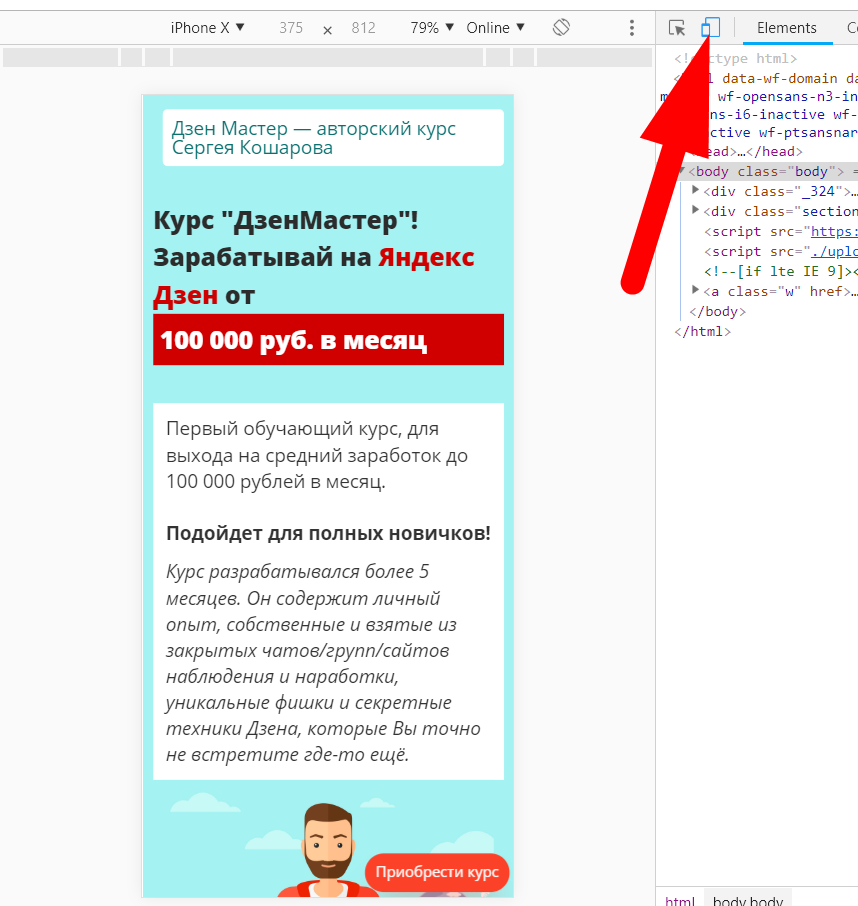 iPhone X ▼ 375 × 812 79% ▼ Online ▼
Elements
Дзен Мастер — авторский курс
Сергея Кошарова
Курс "ДзенМастер"!
Зарабатывай на Яндекс
Дзен от
100 000 руб. в месяц
Первый обучающий курс, для
выхода на средний заработок до
100 000 рублей в месяц.
Подойдет для полных новичков!
Курс разрабатывался более 5
месяцев. Он содержит личный
опыт, собственные и взятые из
закрытых чатов/групп/сайтов
наблюдения и наработки,
уникальные фишки и секретные
техники Дзена, которые Вы точно
не встретите где-то ещё.
Приобрести курс
html>
data-wf-domain
wf-opensans-n3-in
ns-i6-inactive wf-
wf-ptsansnar
…</head>
<body class="body"> =
<div class="_324">…
<div class="section
<script src="https:
<script src="./uplo
<!--[if lte IE 9]><
<a class="w" href>…
</body>
</html>
html body.body